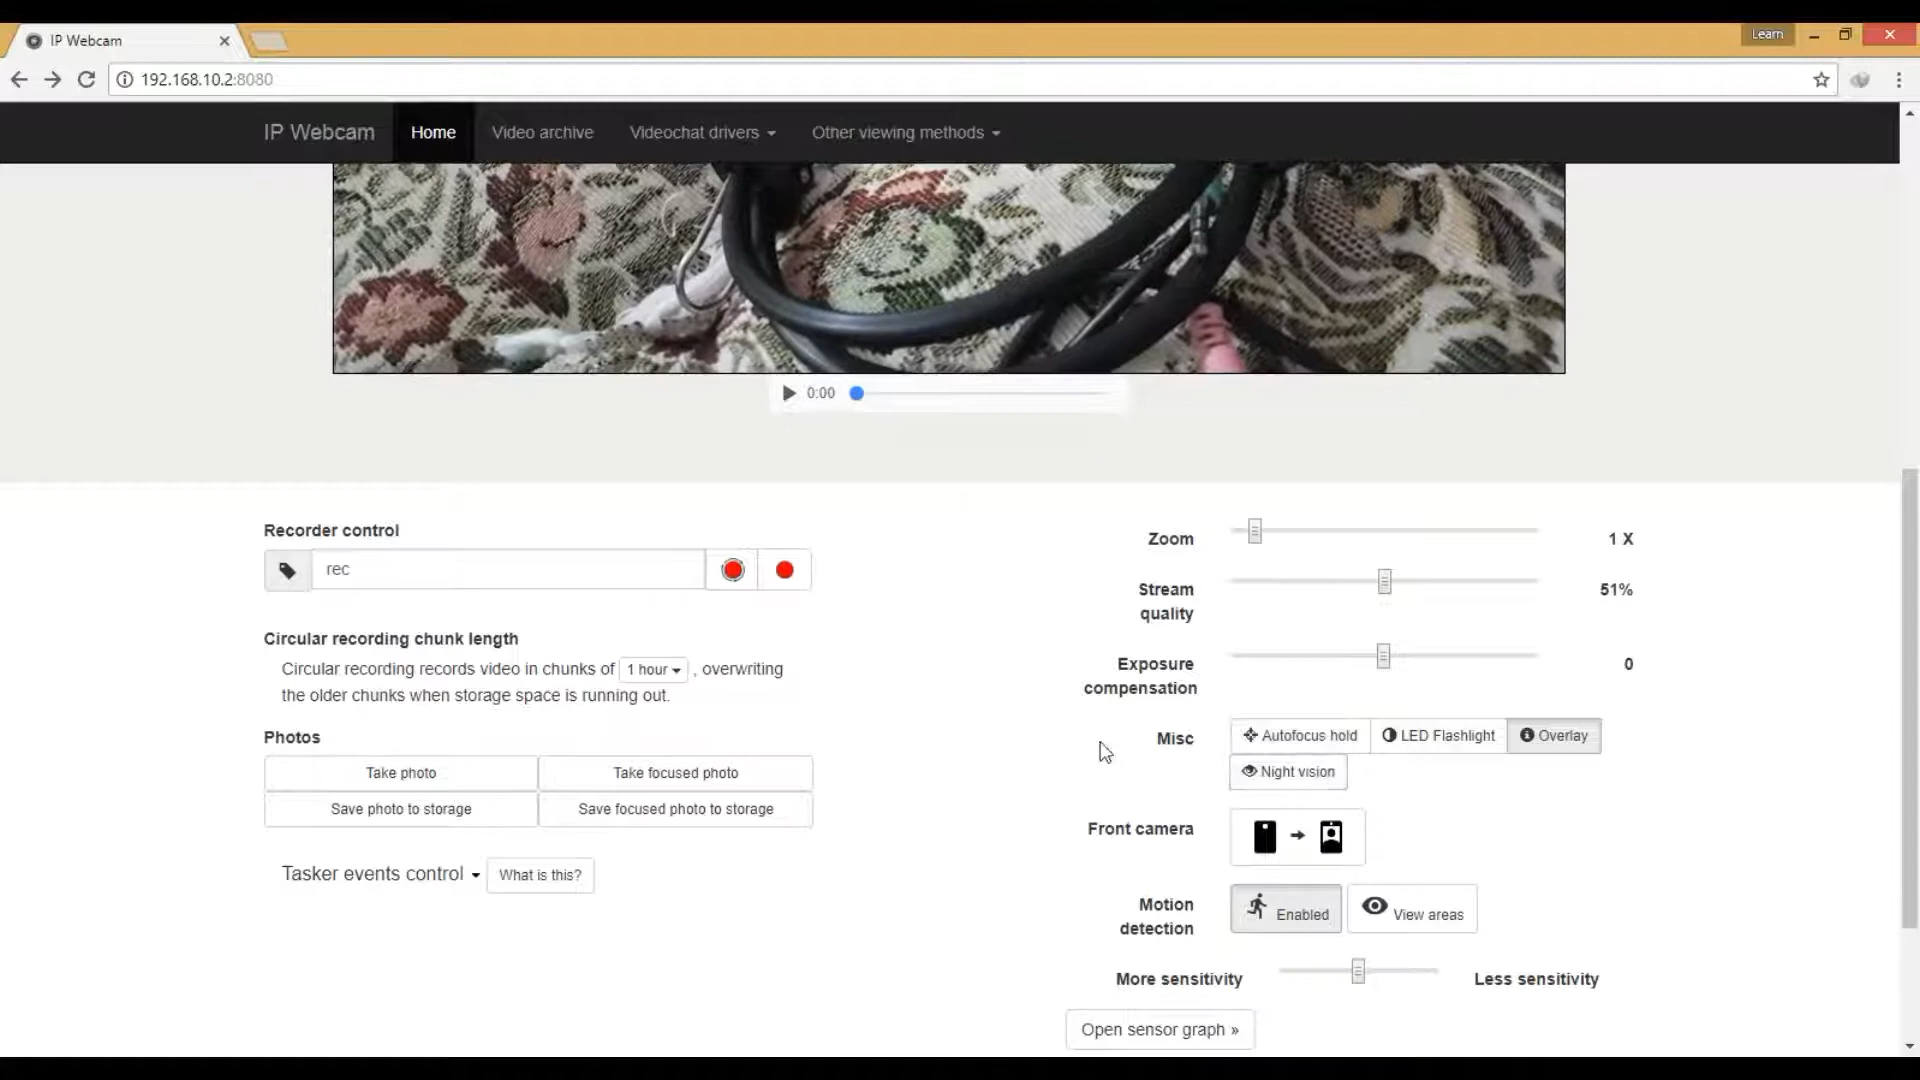 IP Webcam
Learn
192.168.10.2:8080
IP Webcam Home Video archive Videochat drivers Other viewing methods
0:00
Recorder control
rec
Circular recording chunk length
Circular recording records video in chunks of 1 hour , overwriting
the older chunks when storage space is running out.
Photos
Take photo Take focused photo
Save photo to storage Save focused photo to storage
Tasker events control What is this?
Zoom 1 X
Stream
quality 51%
Exposure
compensation 0
Misc Autofocus hold LED Flashlight Overlay
Night vision
Front camera
Motion
detection Enabled View areas
More sensitivity Less sensitivity
Open sensor graph »